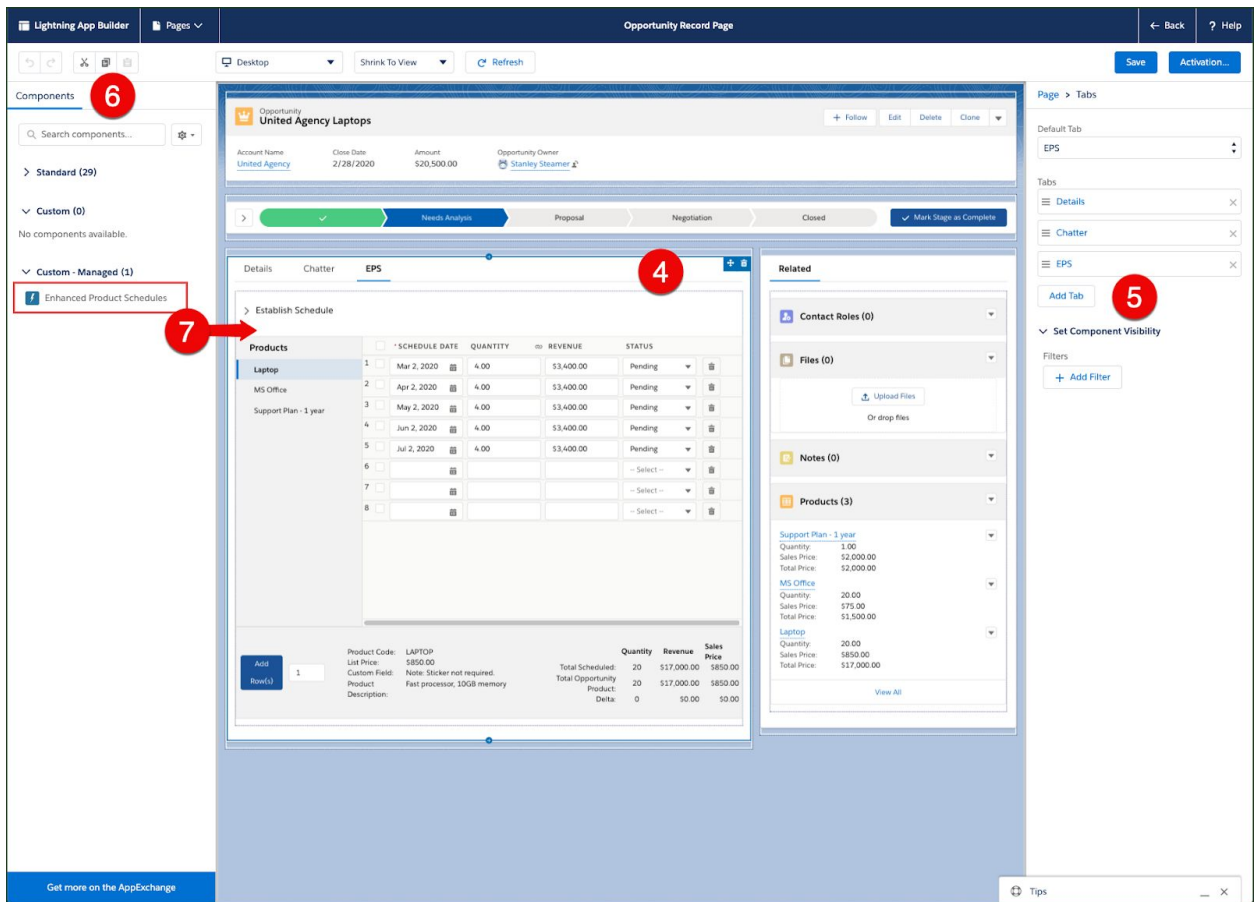 Lightning App Builder
Pages
Opportunity Record Page
Back
? Help
Desktop
Shrink To View
Refresh
Save
Activation...
Components
6
Search components...
Standard (29)
Custom (0)
No components available.
Custom - Managed (1)
Enhanced Product Schedules
7
Get more on the AppExchange
Opportunity
United Agency Laptops
+ Follow Edit Delete Clone
Account Name Close Date Amount Opportunity Owner
United Agency 2/28/2020 $20,500.00 Stanley Steamer
Needs Analysis Proposal Negotiation Closed Mark Stage as Complete
4
Details Chatter EPS
Establish Schedule
Products
Laptop
MS Office
Support Plan - 1 year
*SCHEDULE DATE QUANTITY REVENUE STATUS
1 Mar 2, 2020 4.00 $3,400.00 Pending
2 Apr 2, 2020 4.00 $3,400.00 Pending
3 May 2, 2020 4.00 $3,400.00 Pending
4 Jun 2, 2020 4.00 $3,400.00 Pending
5 Jul 2, 2020 4.00 $3,400.00 Pending
6 -- Select --
7 -- Select --
8 -- Select --
Add
Row(s)
1
Product Code: LAPTOP
List Price: $850.00
Custom Field: Note: Sticker not required.
Product Fast processor, 10GB memory
Description:
Quantity Revenue Sales
Price
Total Scheduled: 20 $17,000.00 $850.00
Total Opportunity
Product: 20 $17,000.00 $850.00
Delta: 0 $0.00 $0.00
Related
Contact Roles (0)
Files (0)
Upload Files
Or drop files
Notes (0)
Products (3)
Support Plan - 1 year
Quantity: 1.00
Sales Price: $2,000.00
Total Price: $2,000.00
MS Office
Quantity: 20.00
Sales Price: $75.00
Total Price: $1,500.00
Laptop
Quantity: 20.00
Sales Price: $850.00
Total Price: $17,000.00
View All
Page > Tabs
Default Tab
EPS
Tabs
Details
Chatter
EPS
Add Tab
5
Set Component Visibility
Filters
+ Add Filter
Tips